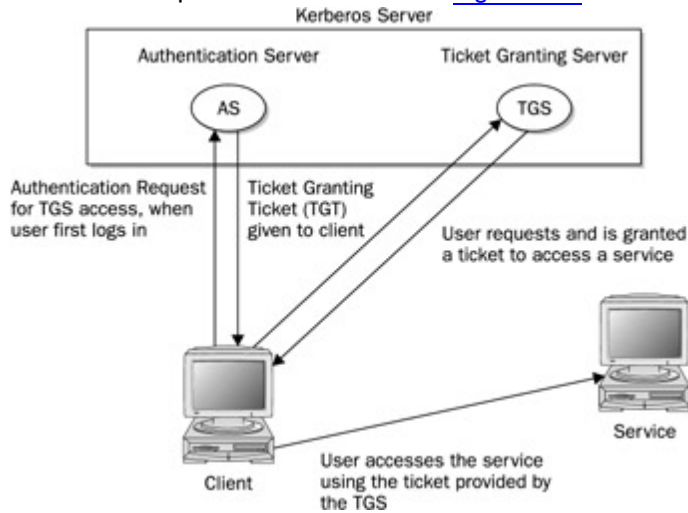 Kerberos Server
Authentication Server
Ticket Granting Server
AS
TGS
Authentication Request
for TGS access, when
user first logs in
Ticket Granting
Ticket (TGT)
given to client
User requests and is granted
a ticket to access a service
Service
Client
User accesses the service
using the ticket provided by
the TGS